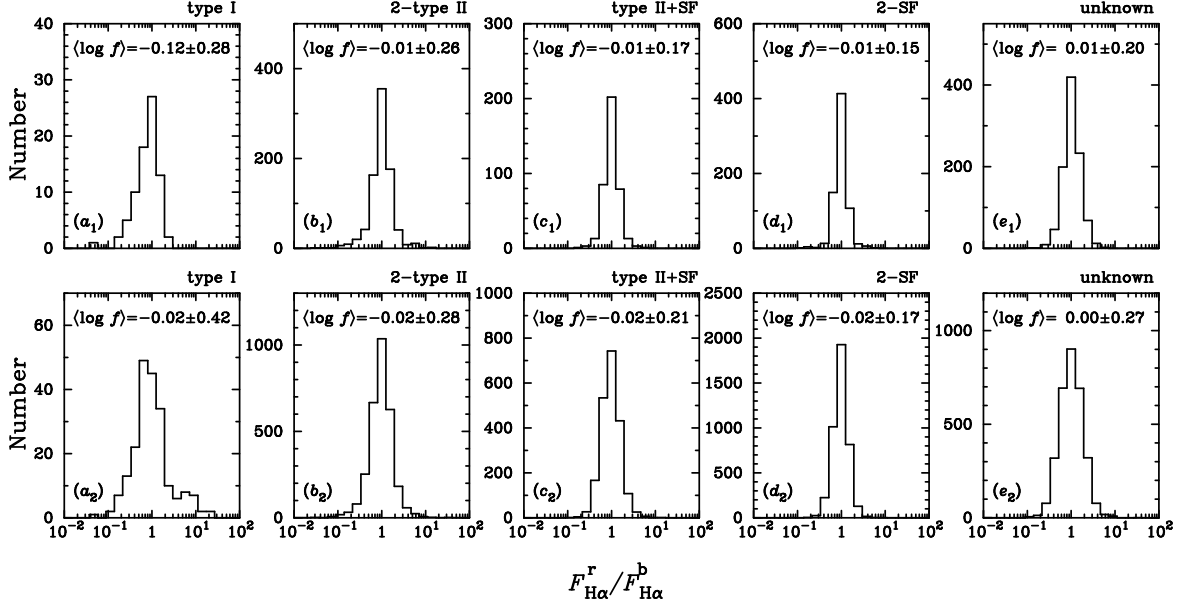 type I 2−type II type II+SF 2−SF unknown
⟨log f⟩=−0.12±0.28 ⟨log f⟩=−0.01±0.26 ⟨log f⟩=−0.01±0.17 ⟨log f⟩=−0.01±0.15 ⟨log f⟩= 0.01±0.20
Number
40 30 20 10 0
400 200 0
300 200 100 0
600 400 200 0
400 200 0
(a₁) (b₁) (c₁) (d₁) (e₁)
type I 2−type II type II+SF 2−SF unknown
⟨log f⟩=−0.02±0.42 ⟨log f⟩=−0.02±0.28 ⟨log f⟩=−0.02±0.21 ⟨log f⟩=−0.02±0.17 ⟨log f⟩= 0.00±0.27
Number
60 40 20 0
1000 500 0
1000 800 600 400 200 0
2500 2000 1500 1000 500 0
1000 500 0
(a₂) (b₂) (c₂) (d₂) (e₂)
10⁻² 10⁻¹ 1 10 10² 10⁻² 10⁻¹ 1 10 10² 10⁻² 10⁻¹ 1 10 10² 10⁻² 10⁻¹ 1 10 10² 10⁻² 10⁻¹ 1 10 10²
F^r_Hα/F^b_Hα